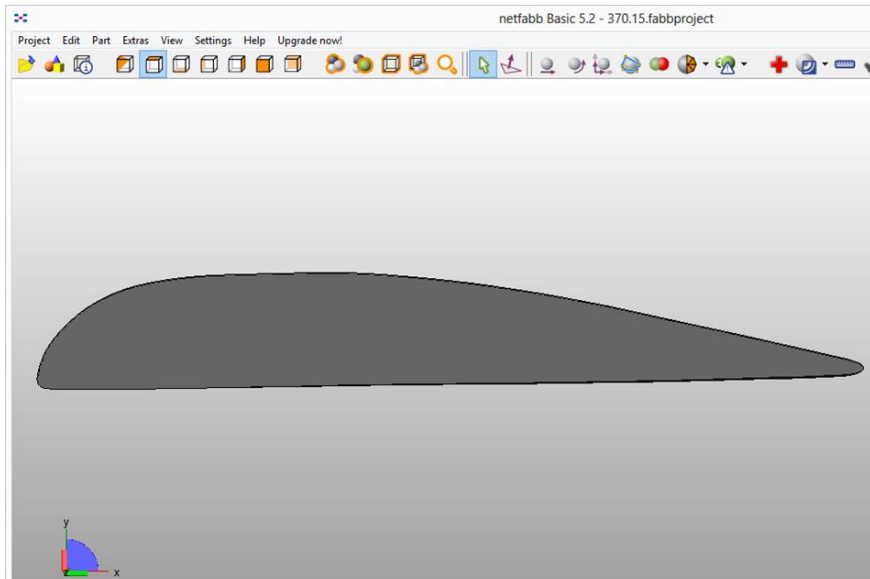 netfabb Basic 5.2 - 370.15.fabbproject
Project Edit Part Extras View Settings Help Upgrade now!
y
z x